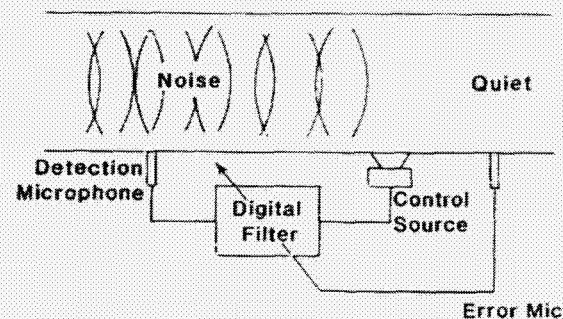 Noise
Quiet
Detection
Microphone
Digital
Filter
Control
Source
Error Mic